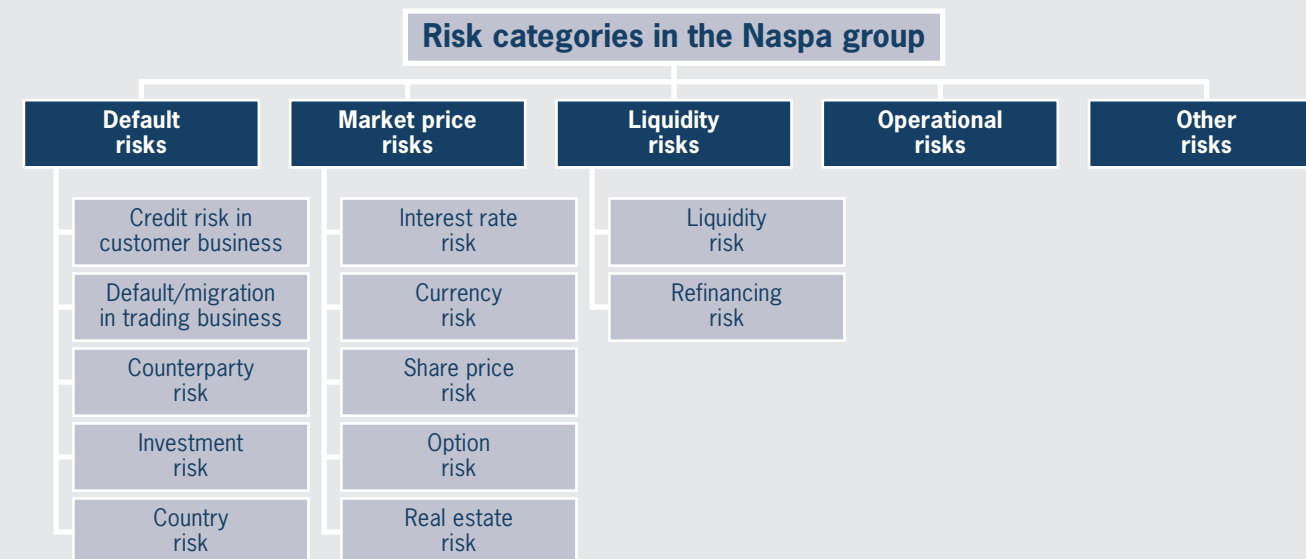 Risk categories in the Naspa group
Default
risks
Market price
risks
Liquidity
risks
Operational
risks
Other
risks
Credit risk in
customer business
Default/migration
in trading business
Counterparty
risk
Investment
risk
Country
risk
Interest rate
risk
Currency
risk
Share price
risk
Option
risk
Real estate
risk
Liquidity
risk
Refinancing
risk